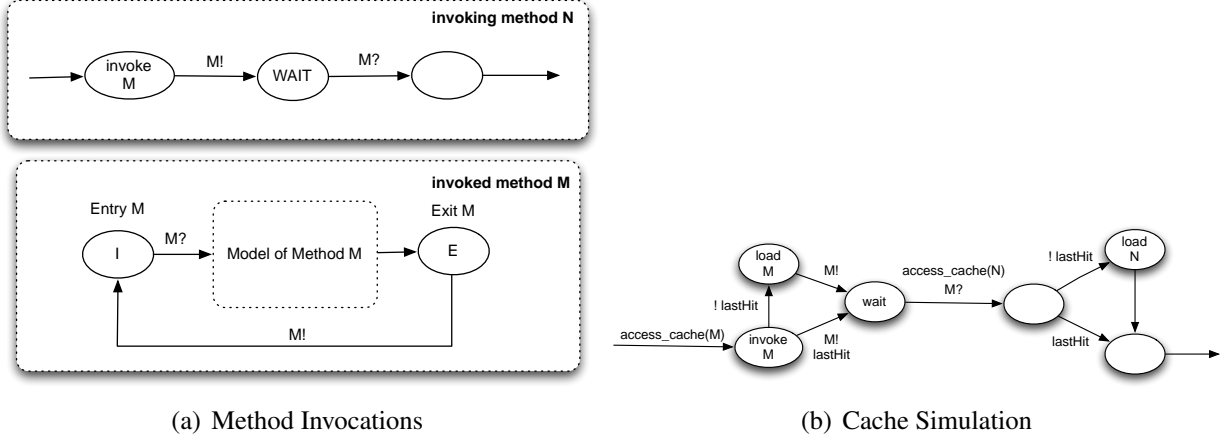 invoking method N
invoke
M
M!
WAIT
M?
invoked method M
Entry M
Exit M
I
M?
Model of Method M
E
M!
(a) Method Invocations
load
M
M!
! lastHit
access_cache(M)
invoke
M
M!
lastHit
wait
access_cache(N)
M?
! lastHit
load
N
lastHit
(b) Cache Simulation